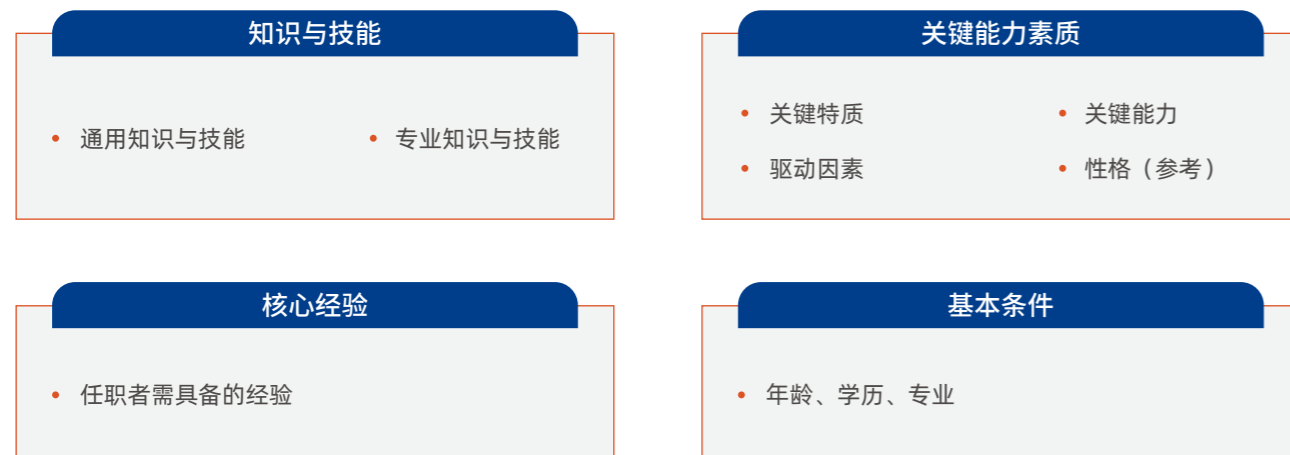 知识与技能
通用知识与技能
专业知识与技能
关键能力素质
关键特质
关键能力
驱动因素
性格（参考）
核心经验
任职者需具备的经验
基本条件
年龄、学历、专业